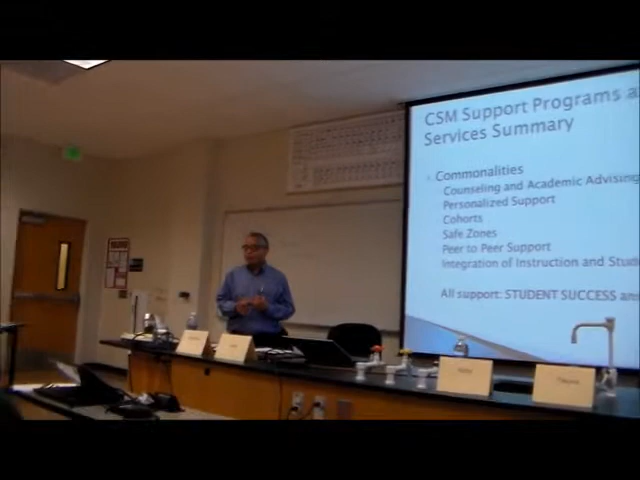 CSM Support Programs a
Services Summary
Commonalities
Counseling and Academic Advising
Personalized Support
Cohorts
Safe Zones
Peer to Peer Support
Integration of Instruction and Stud
All support: STUDENT SUCCESS an